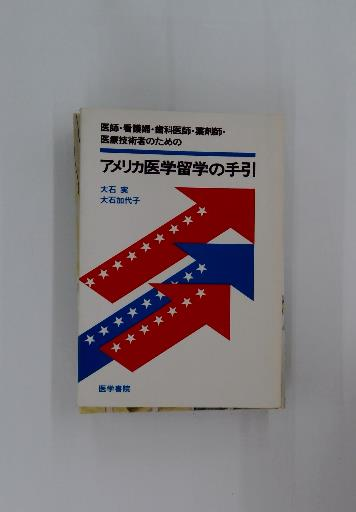 医師・看護婦・歯科医師・薬剤師・
医療技術者のための
アメリカ医学留学の手引
大石 実
大石加代子
医学書院